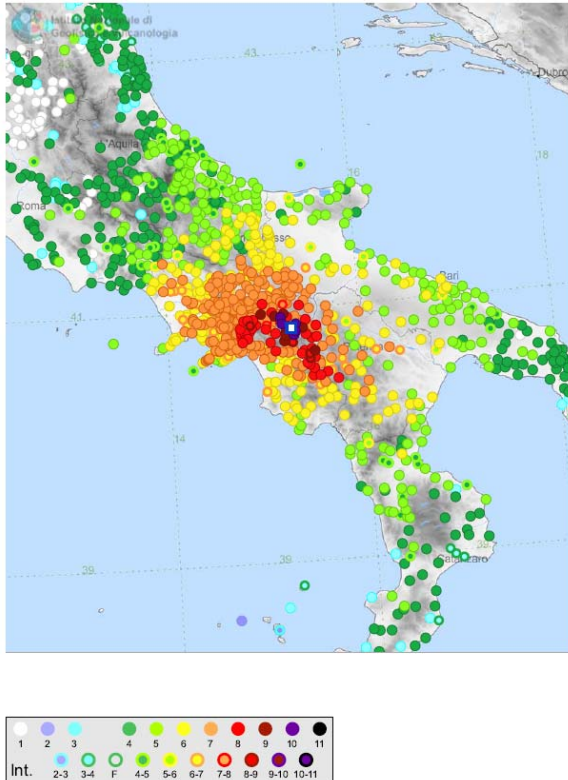 Istituto Nazionale di
Geofisica e Vulcanologia
43
Dubro
L'Aquila
18
16
Roma
Bari
41
14
39
39
Catanzaro
1 2 3 4 5 6 7 8 9 10 11
Int. 2-3 3-4 F 4-5 5-6 6-7 7-8 8-9 9-10 10-11